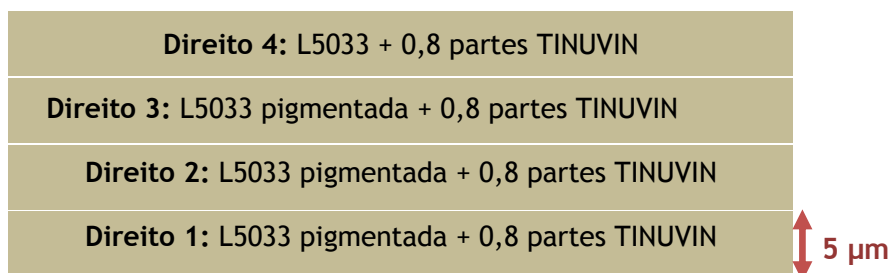 Direito 4: L5033 + 0,8 partes TINUVIN
Direito 3: L5033 pigmentada + 0,8 partes TINUVIN
Direito 2: L5033 pigmentada + 0,8 partes TINUVIN
Direito 1: L5033 pigmentada + 0,8 partes TINUVIN
5 µm